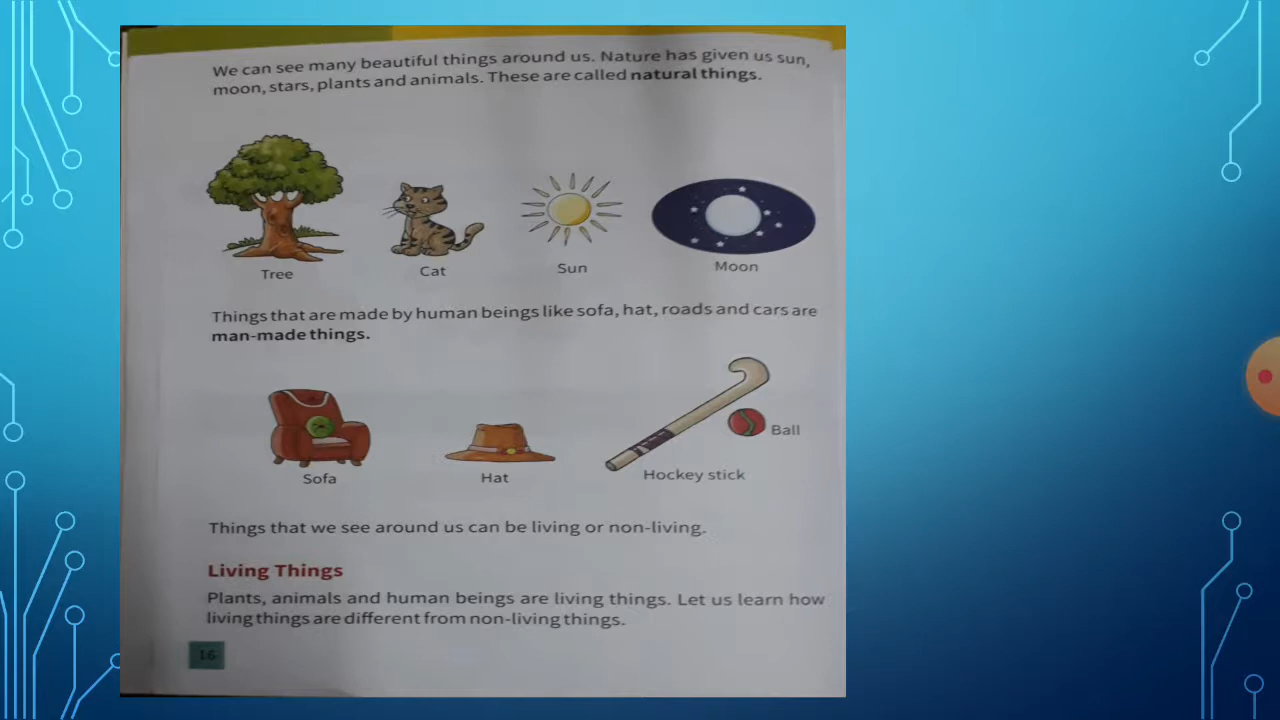 We can see many beautiful things around us. Nature has given us sun,
moon, stars, plants and animals. These are called natural things.
Tree
Cat
Sun
Moon
Things that are made by human beings like sofa, hat, roads and cars are
man-made things.
Sofa
Hat
Hockey stick
Ball
Things that we see around us can be living or non-living.
Living Things
Plants, animals and human beings are living things. Let us learn how
living things are different from non-living things.
16